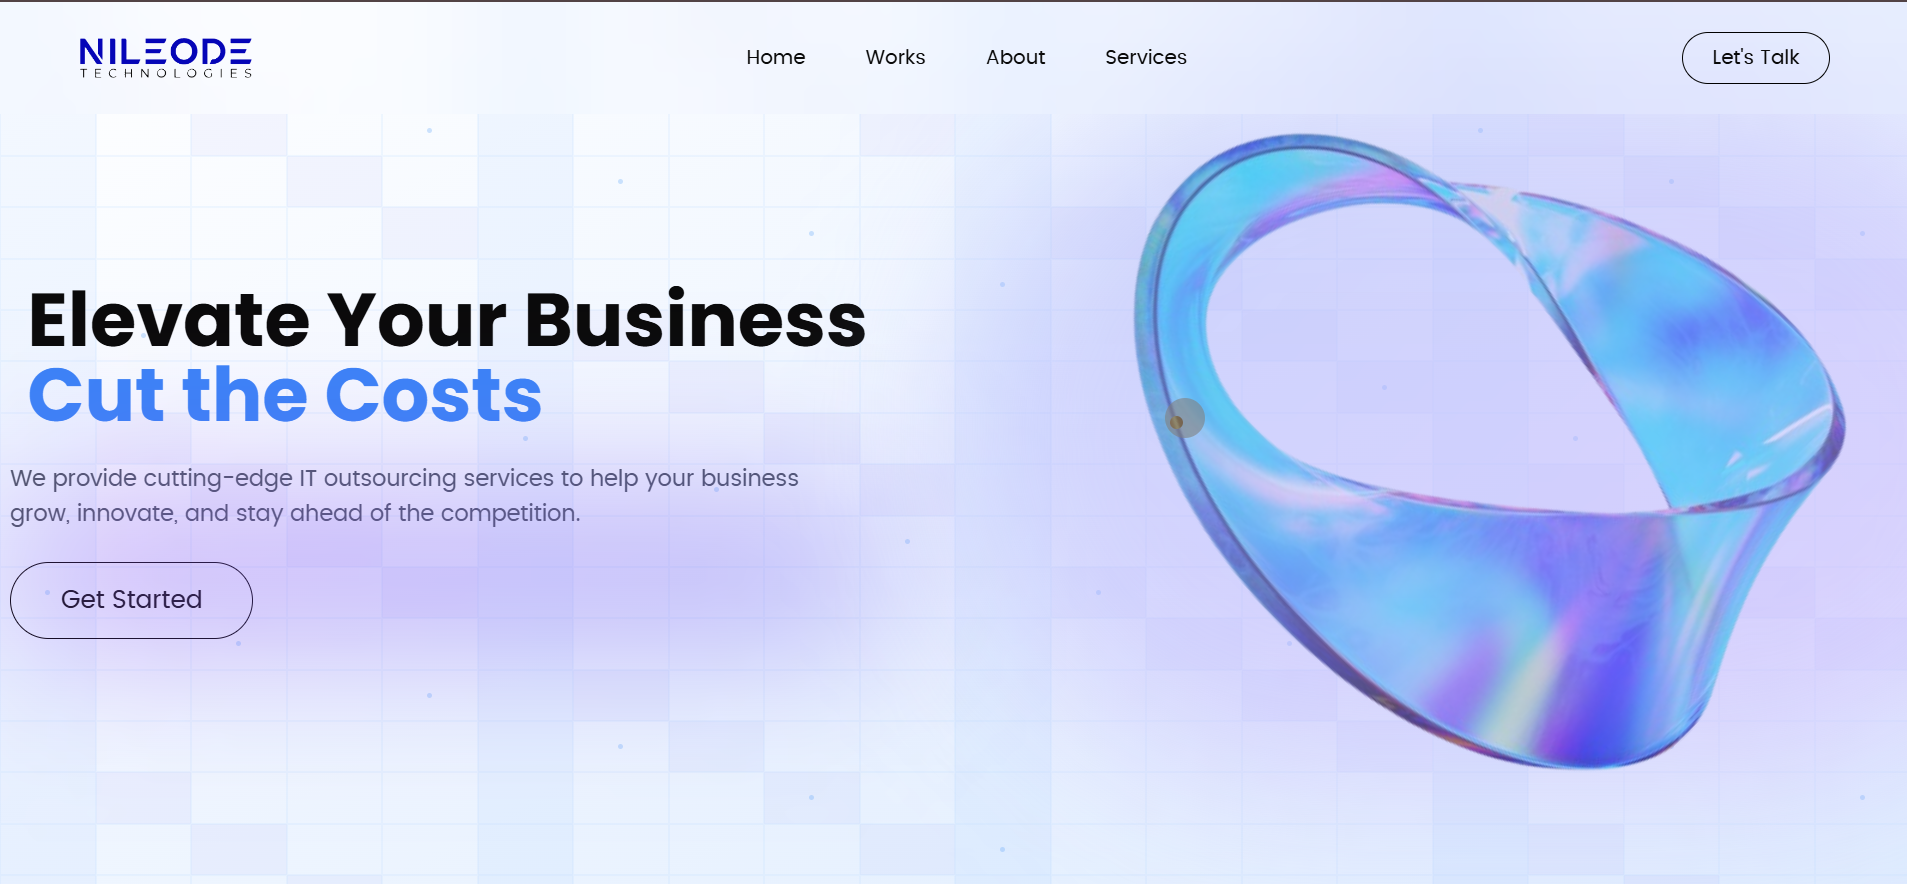 NILEODE
TECHNOLOGIES
Home
Works
About
Services
Let's Talk
Elevate Your Business
Cut the Costs
We provide cutting-edge IT outsourcing services to help your business
grow, innovate, and stay ahead of the competition.
Get Started